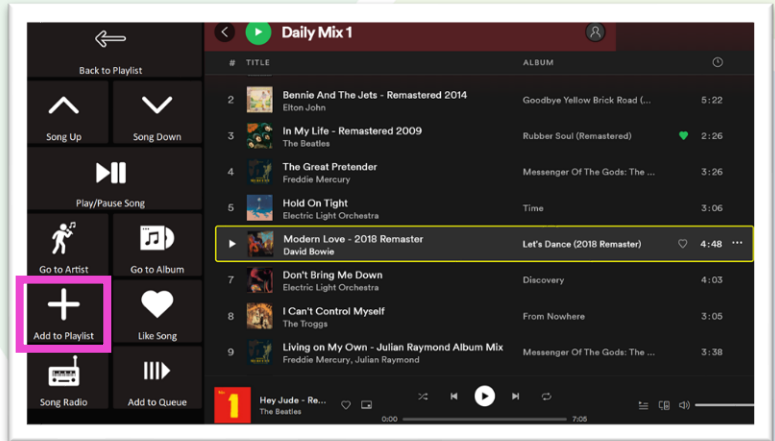 Back to Playlist
Song Up
Song Down
Play/Pause Song
Go to Artist
Go to Album
Add to Playlist
Like Song
Song Radio
Add to Queue
Daily Mix 1
# TITLE ALBUM
2 Bennie And The Jets - Remastered 2014 Goodbye Yellow Brick Road (... 5:22
Elton John
3 In My Life - Remastered 2009 Rubber Soul (Remastered) 2:26
The Beatles
4 The Great Pretender Messenger Of The Gods: The ... 3:26
Freddie Mercury
5 Hold On Tight Time 3:06
Electric Light Orchestra
Modern Love - 2018 Remaster Let's Dance (2018 Remaster) 4:48 ...
David Bowie
7 Don't Bring Me Down Discovery 4:03
Electric Light Orchestra
8 I Can't Control Myself From Nowhere 3:05
The Troggs
9 Living on My Own - Julian Raymond Album Mix Messenger Of The Gods: The ... 3:38
Freddie Mercury, Julian Raymond
1
Hey Jude - Re...
The Beatles
0:00 7:05